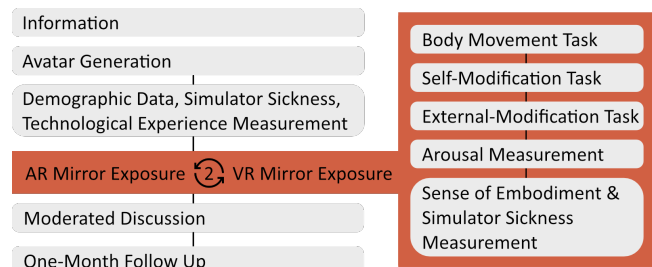 Information
Avatar Generation
Demographic Data, Simulator Sickness,
Technological Experience Measurement
AR Mirror Exposure 2 VR Mirror Exposure
Moderated Discussion
One-Month Follow Up
Body Movement Task
Self-Modification Task
External-Modification Task
Arousal Measurement
Sense of Embodiment &
Simulator Sickness
Measurement